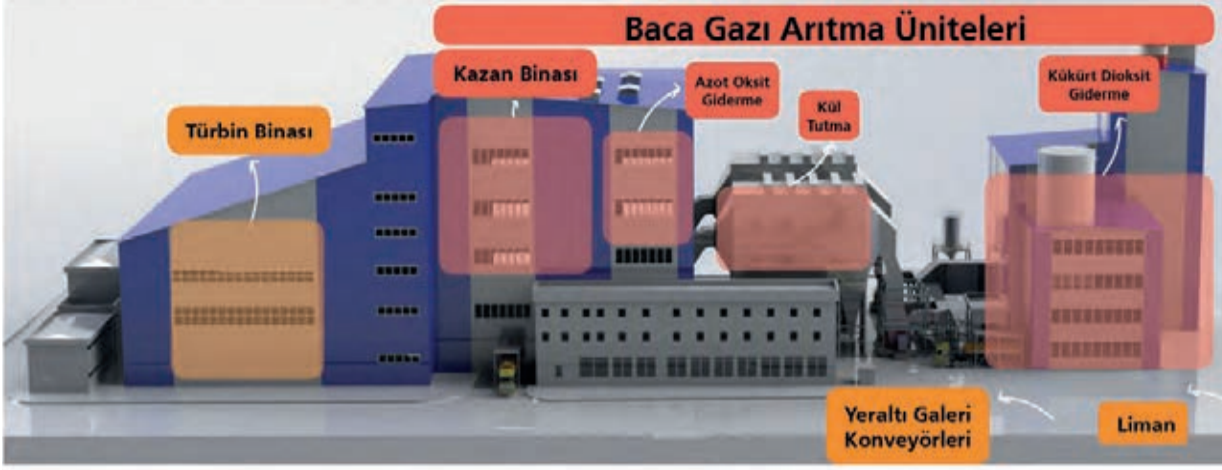 Baca Gazı Arıtma Üniteleri
Kazan Binası
Azot Oksit
Giderme
Kükürt Dioksit
Giderme
Kül
Tutma
Türbin Binası
Yeraltı Galeri
Konveyörleri
Liman